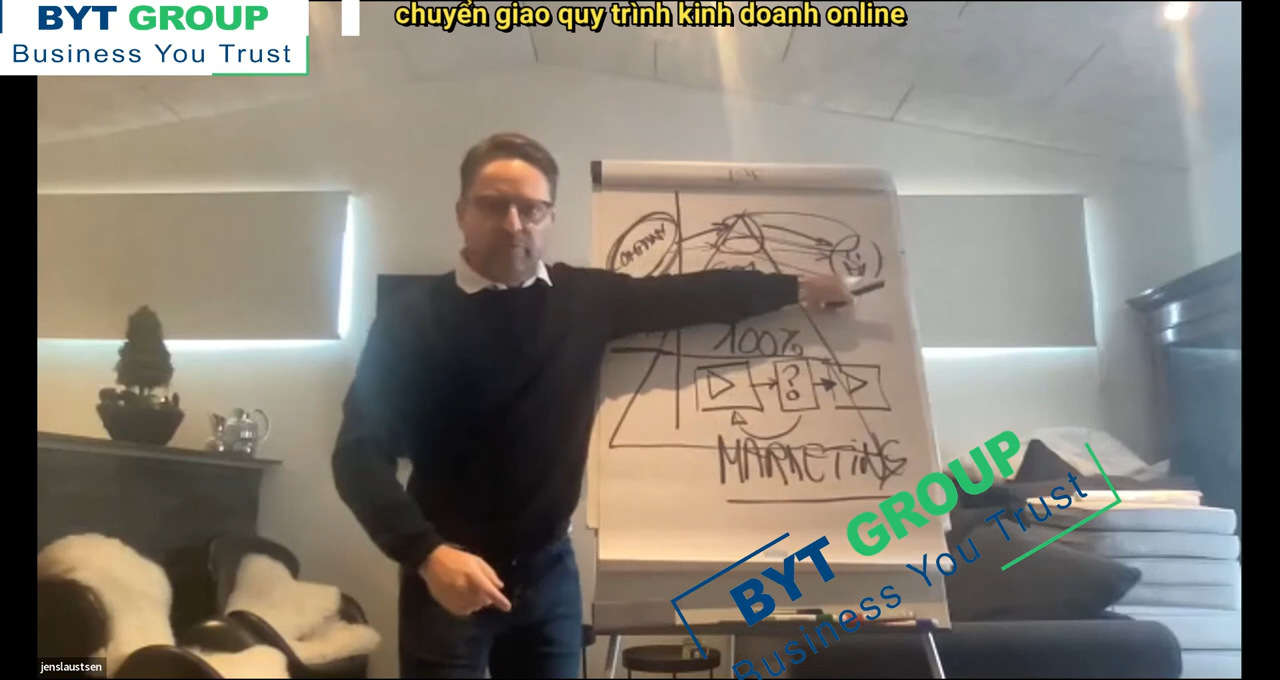 BYT GROUP
Business You Trust
chuyển giao quy trình kinh doanh online
100%
?
MARKETING
BYT GROUP
Business You Trust
jenslaustsen